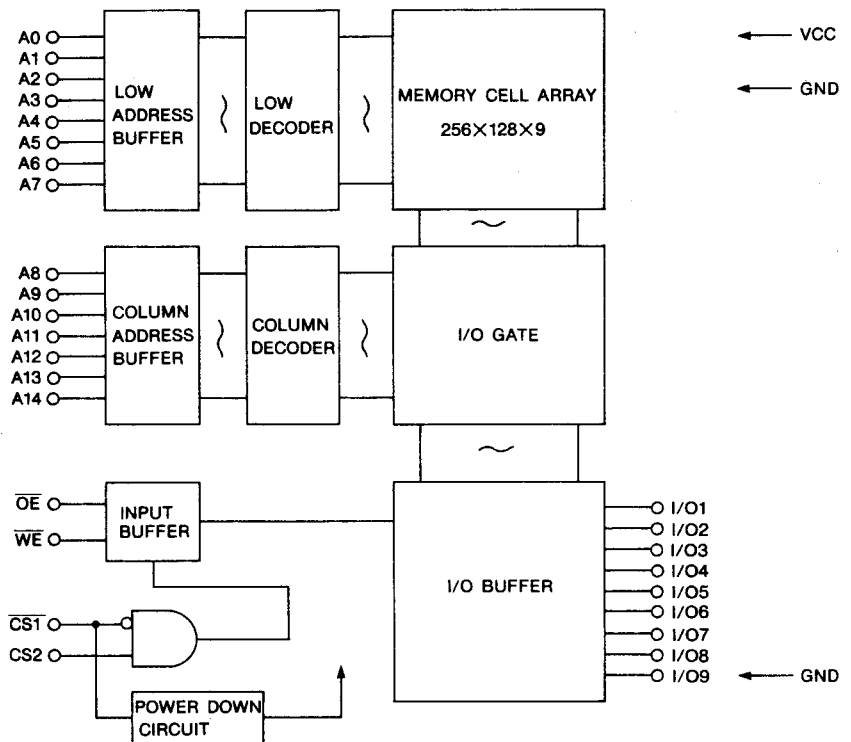 A0
A1
A2
A3
A4
A5
A6
A7
LOW
ADDRESS
BUFFER
LOW
DECODER
MEMORY CELL ARRAY
256×128×9
VCC
GND
A8
A9
A10
A11
A12
A13
A14
COLUMN
ADDRESS
BUFFER
COLUMN
DECODER
I/O GATE
OE
WE
INPUT
BUFFER
CS1
CS2
POWER DOWN
CIRCUIT
I/O BUFFER
I/O1
I/O2
I/O3
I/O4
I/O5
I/O6
I/O7
I/O8
I/O9
GND